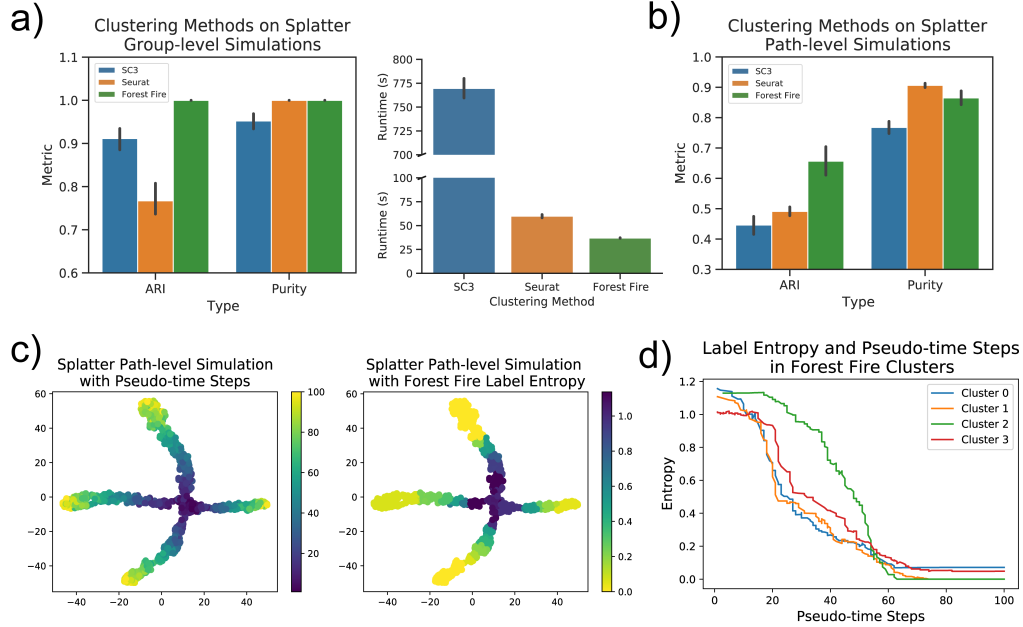 a)
Clustering Methods on Splatter
Group-level Simulations
SC3
Seurat
Forest Fire
1.1
1.0
0.9
0.8
0.7
0.6
Metric
ARI
Purity
Type
800
775
750
725
700
Runtime (s)
100
75
50
25
0
Runtime (s)
SC3
Seurat
Forest Fire
Clustering Method
b)
Clustering Methods on Splatter
Path-level Simulations
SC3
Seurat
Forest Fire
1.0
0.9
0.8
0.7
0.6
0.5
0.4
0.3
Metric
ARI
Purity
Type
c)
Splatter Path-level Simulation
with Pseudo-time Steps
60
40
20
0
−20
−40
−40
−20
0
20
40
100
80
60
40
20
Splatter Path-level Simulation
with Forest Fire Label Entropy
60
40
20
0
−20
−40
−40
−20
0
20
40
1.0
0.8
0.6
0.4
0.2
0.0
d)
Label Entropy and Pseudo-time Steps
in Forest Fire Clusters
Cluster 0
Cluster 1
Cluster 2
Cluster 3
1.2
1.0
0.8
0.6
0.4
0.2
0.0
Entropy
0
20
40
60
80
100
Pseudo-time Steps